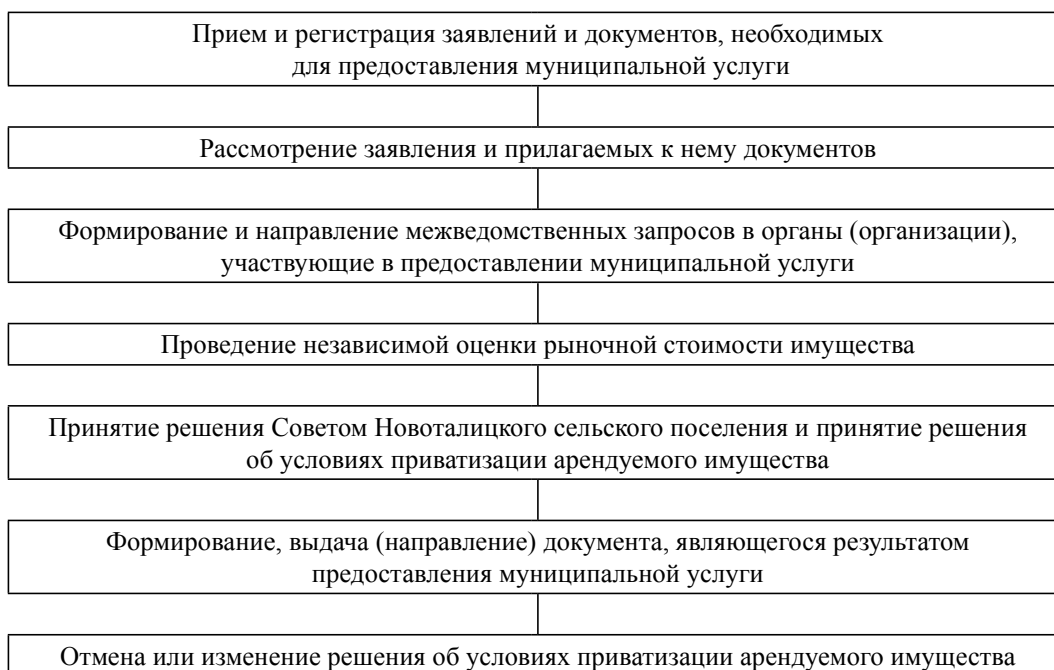 Прием и регистрация заявлений и документов, необходимых
для предоставления муниципальной услуги
Рассмотрение заявления и прилагаемых к нему документов
Формирование и направление межведомственных запросов в органы (организации),
участвующие в предоставлении муниципальной услуги
Проведение независимой оценки рыночной стоимости имущества
Принятие решения Советом Новоталицкого сельского поселения и принятие решения
об условиях приватизации арендуемого имущества
Формирование, выдача (направление) документа, являющегося результатом
предоставления муниципальной услуги
Отмена или изменение решения об условиях приватизации арендуемого имущества